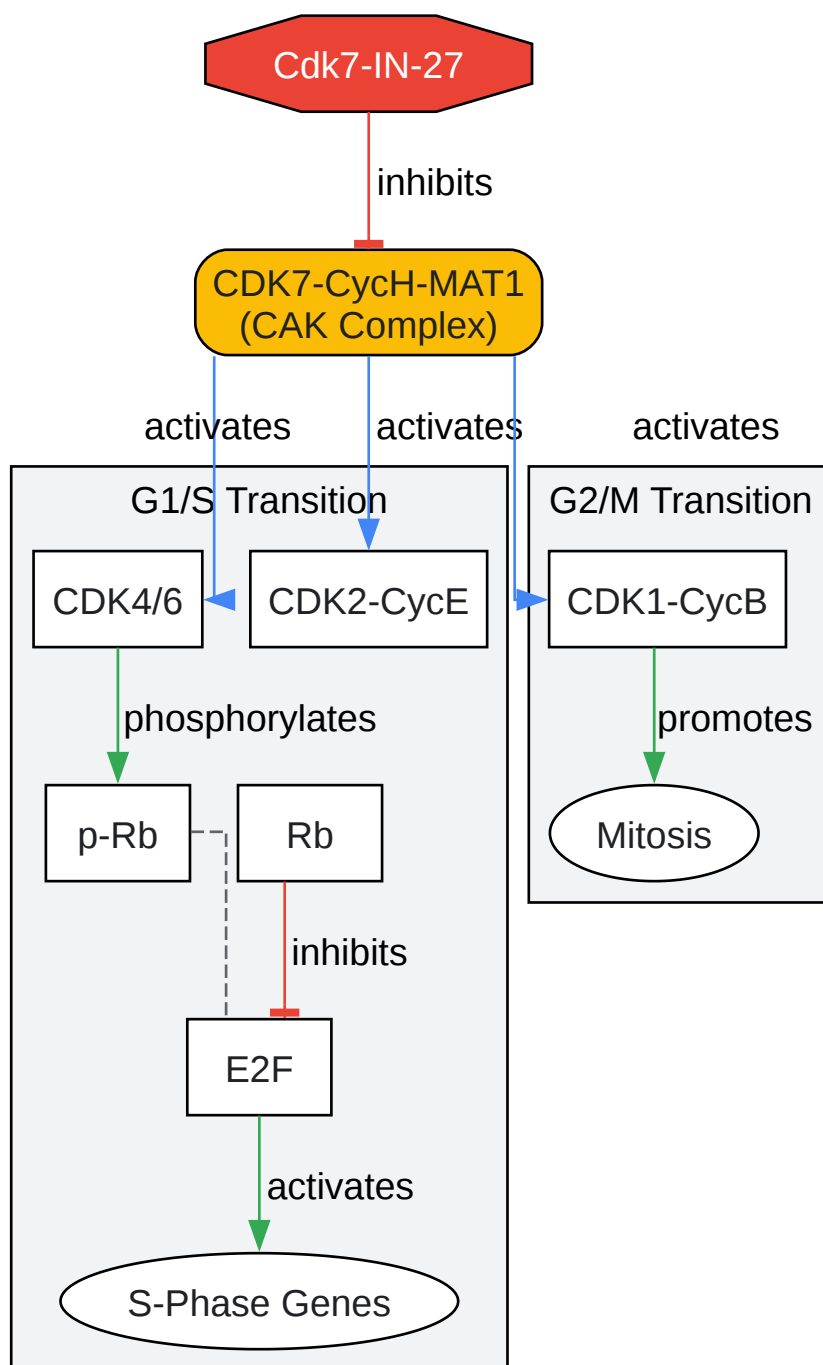 Cdk7-IN-27
inhibits
CDK7-CycH-MAT1
(CAK Complex)
activates
activates
activates
G1/S Transition
G2/M Transition
CDK4/6
CDK2-CycE
CDK1-CycB
phosphorylates
promotes
p-Rb
Rb
Mitosis
inhibits
E2F
activates
S-Phase Genes